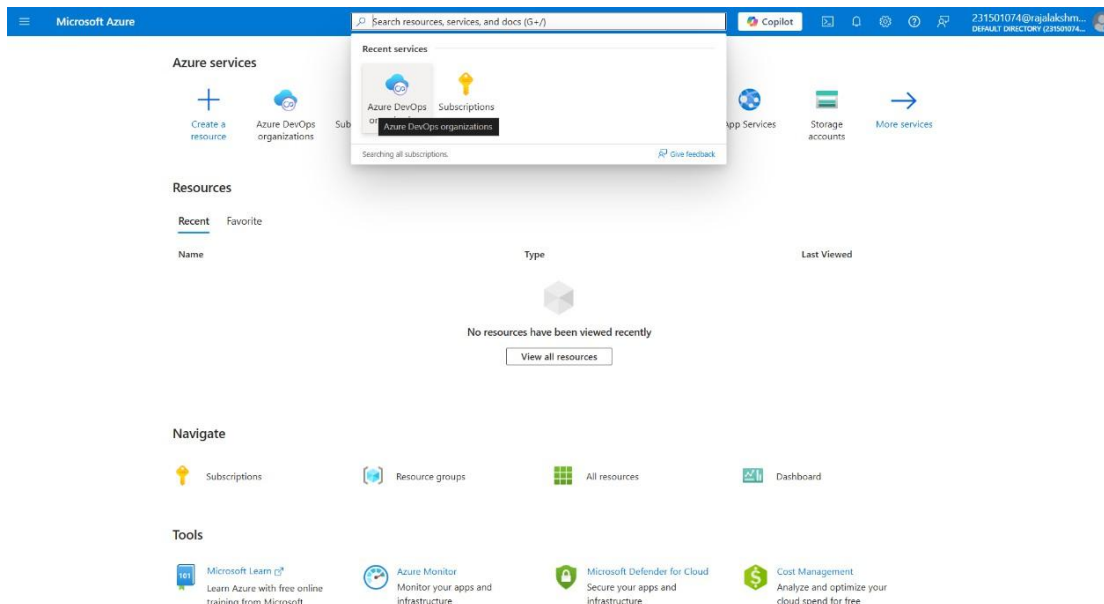 Microsoft Azure
Search resources, services, and docs (G+/)
Copilot
231501074@rajalakshm...
DEFAULT DIRECTORY (231501074...
Recent services
Azure DevOps
Subscriptions
Azure DevOps organizations
Searching all subscriptions.
Give feedback
Azure services
Create a
resource
Azure DevOps
organizations
Sub
App Services
Storage
accounts
More services
Resources
Recent
Favorite
Name
Type
Last Viewed
No resources have been viewed recently
View all resources
Navigate
Subscriptions
Resource groups
All resources
Dashboard
Tools
101
Microsoft Learn
Learn Azure with free online
training from Microsoft
Azure Monitor
Monitor your apps and
infrastructure
Microsoft Defender for Cloud
Secure your apps and
infrastructure
Cost Management
Analyze and optimize your
cloud spend for free